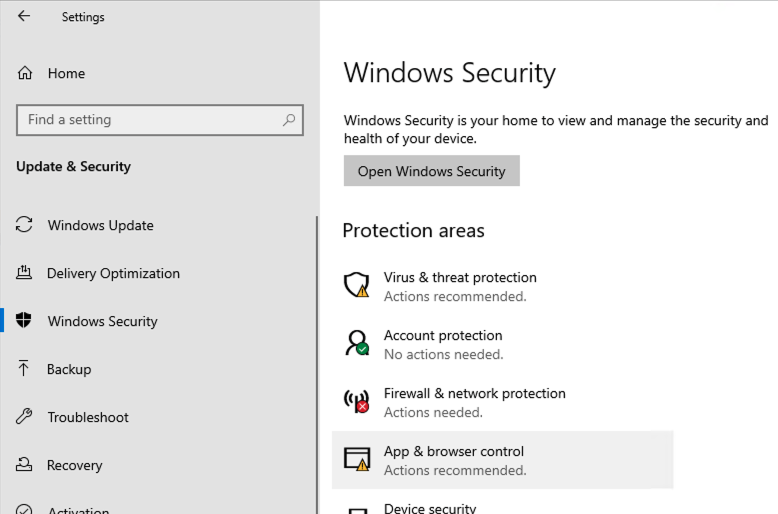 Settings
Home
Find a setting
Update & Security
Windows Update
Delivery Optimization
Windows Security
Backup
Troubleshoot
Recovery
Activation
Windows Security
Windows Security is your home to view and manage the security and
health of your device.
Open Windows Security
Protection areas
Virus & threat protection
Actions recommended.
Account protection
No actions needed.
Firewall & network protection
Actions needed.
App & browser control
Actions recommended.
Device security